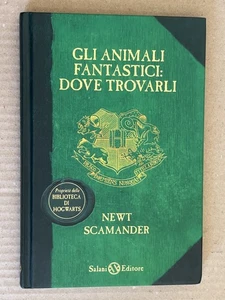 GLI ANIMALI
FANTASTICI:
DOVE TROVARLI
Proprietà della
BIBLIOTECA
DI
HOGWARTS
NEWT
SCAMANDER
Salani Editore